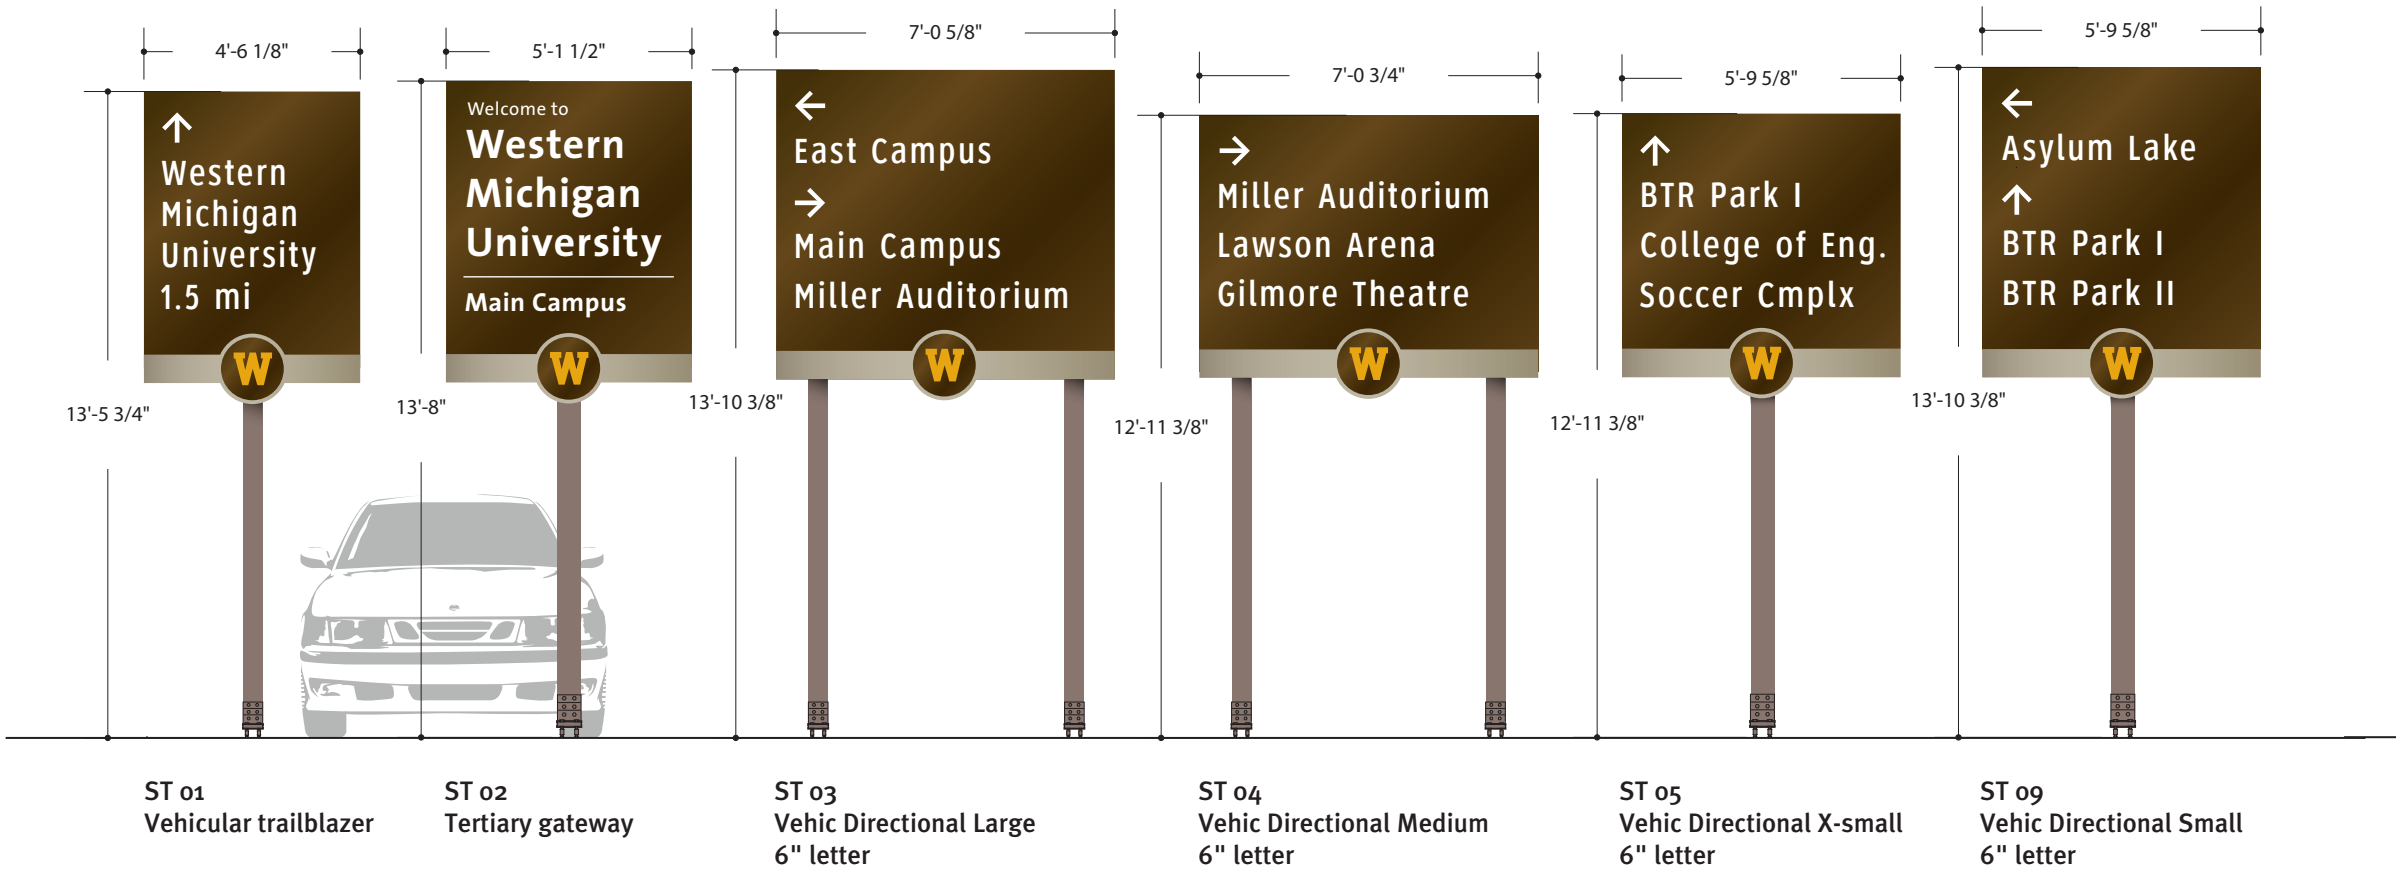 4'-6 1/8"
↑
Western
Michigan
University
1.5 mi
W
13'-5 3/4"
ST 01
Vehicular trailblazer
5'-1 1/2"
Welcome to
Western
Michigan
University
Main Campus
W
13'-8"
ST 02
Tertiary gateway
7'-0 5/8"
←
East Campus
→
Main Campus
Miller Auditorium
W
13'-10 3/8"
ST 03
Vehic Directional Large
6" letter
7'-0 3/4"
→
Miller Auditorium
Lawson Arena
Gilmore Theatre
W
12'-11 3/8"
ST 04
Vehic Directional Medium
6" letter
5'-9 5/8"
↑
BTR Park I
College of Eng.
Soccer Cmplx
W
12'-11 3/8"
ST 05
Vehic Directional X-small
6" letter
5'-9 5/8"
←
Asylum Lake
↑
BTR Park I
BTR Park II
W
13'-10 3/8"
ST 09
Vehic Directional Small
6" letter